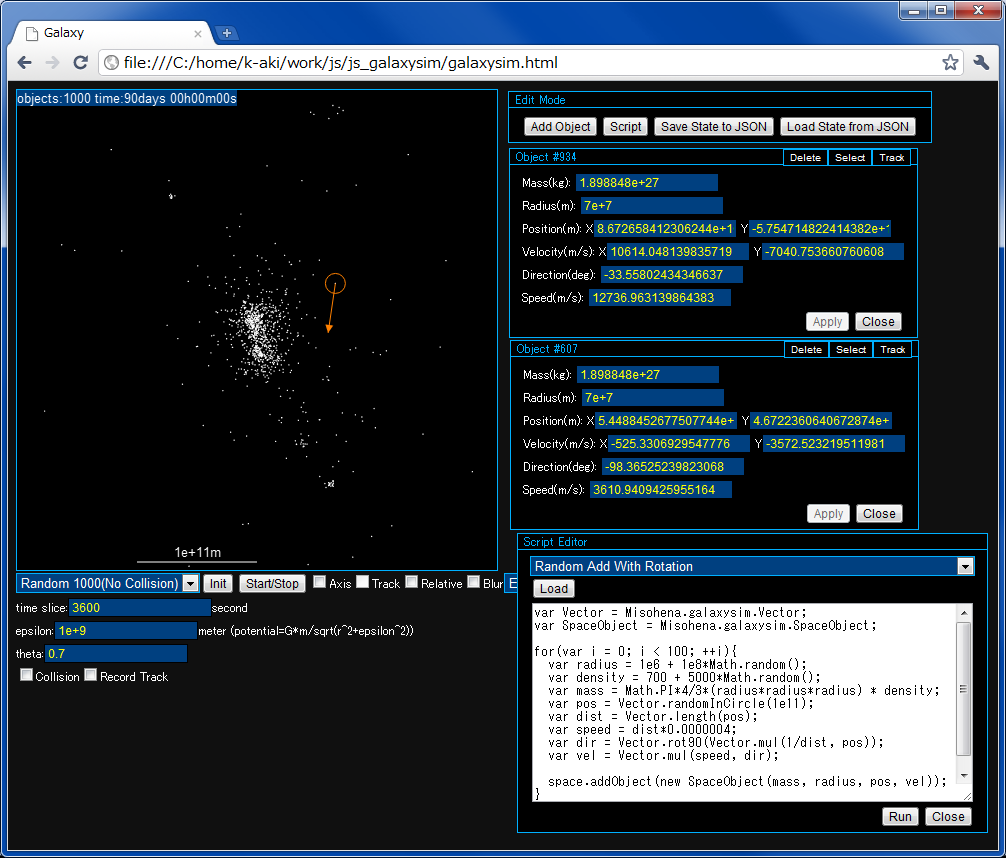 Galaxy
file:///C:/home/k-aki/work/js/js_galaxysim/galaxysim.html
objects:1000 time:90days 00h00m00s
1e+11m
Random 1000(No Collision) Init Start/Stop Axis Track Relative Blur E
time slice: 3600 second
epsilon: 1e+9 meter (potential=G*m/sqrt(r^2+epsilon^2))
theta: 0.7
Collision Record Track
Edit Mode
Add Object Script Save State to JSON Load State from JSON
Object #934 Delete Select Track
Mass(kg): 1.898848e+27
Radius(m): 7e+7
Position(m): X 8.672658412306244e+1 Y -5.754714822414382e+1
Velocity(m/s): X 10614.048139835719 Y -7040.753660760608
Direction(deg): -33.55802434346637
Speed(m/s): 12736.963139864383
Apply Close
Object #607 Delete Select Track
Mass(kg): 1.898848e+27
Radius(m): 7e+7
Position(m): X 5.4488452677507744e+ Y 4.6722360640672874e+
Velocity(m/s): X -525.3306929547776 Y -3572.523219511981
Direction(deg): -98.36525239823068
Speed(m/s): 3610.9409425955164
Apply Close
Script Editor
Random Add With Rotation
Load
var Vector = Misohena.galaxysim.Vector;
var SpaceObject = Misohena.galaxysim.SpaceObject;
for(var i = 0; i < 100; ++i){
var radius = 1e6 + 1e8*Math.random();
var density = 700 + 5000*Math.random();
var mass = Math.PI*4/3*(radius*radius*radius) * density;
var pos = Vector.randomInCircle(1e11);
var dist = Vector.length(pos);
var speed = dist*0.0000004;
var dir = Vector.rot90(Vector.mul(1/dist, pos));
var vel = Vector.mul(speed, dir);
space.addObject(new SpaceObject(mass, radius, pos, vel));
}
Run Close